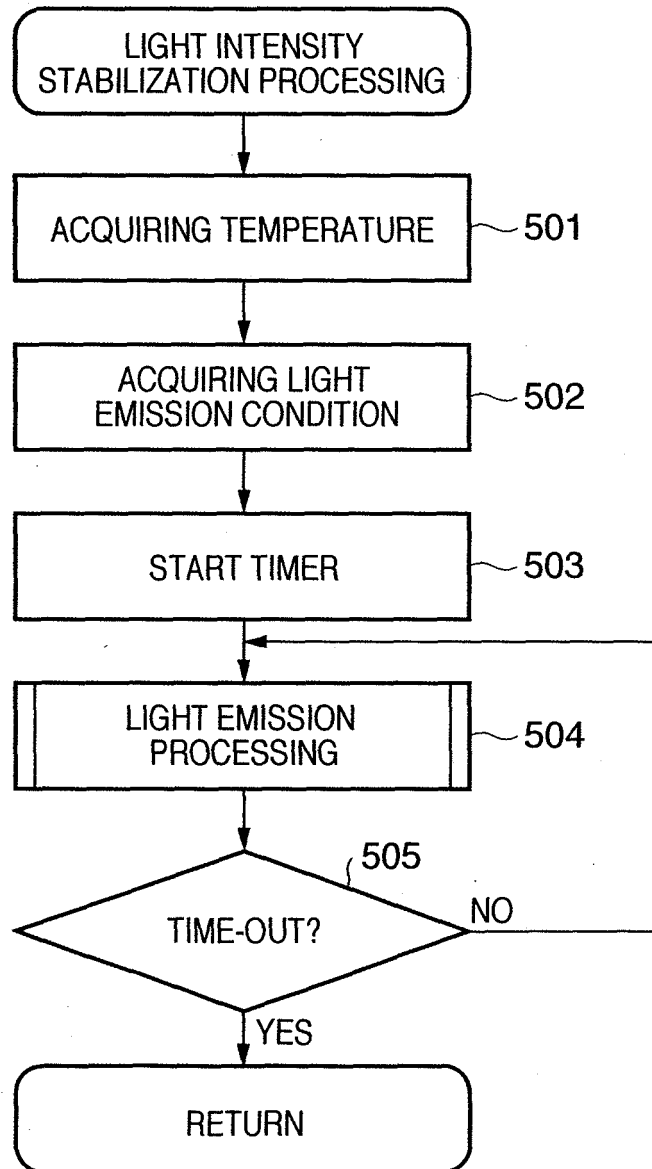 LIGHT INTENSITY
STABILIZATION PROCESSING
ACQUIRING TEMPERATURE
501
ACQUIRING LIGHT
EMISSION CONDITION
502
START TIMER
503
LIGHT EMISSION
PROCESSING
504
505
TIME-OUT?
NO
YES
RETURN